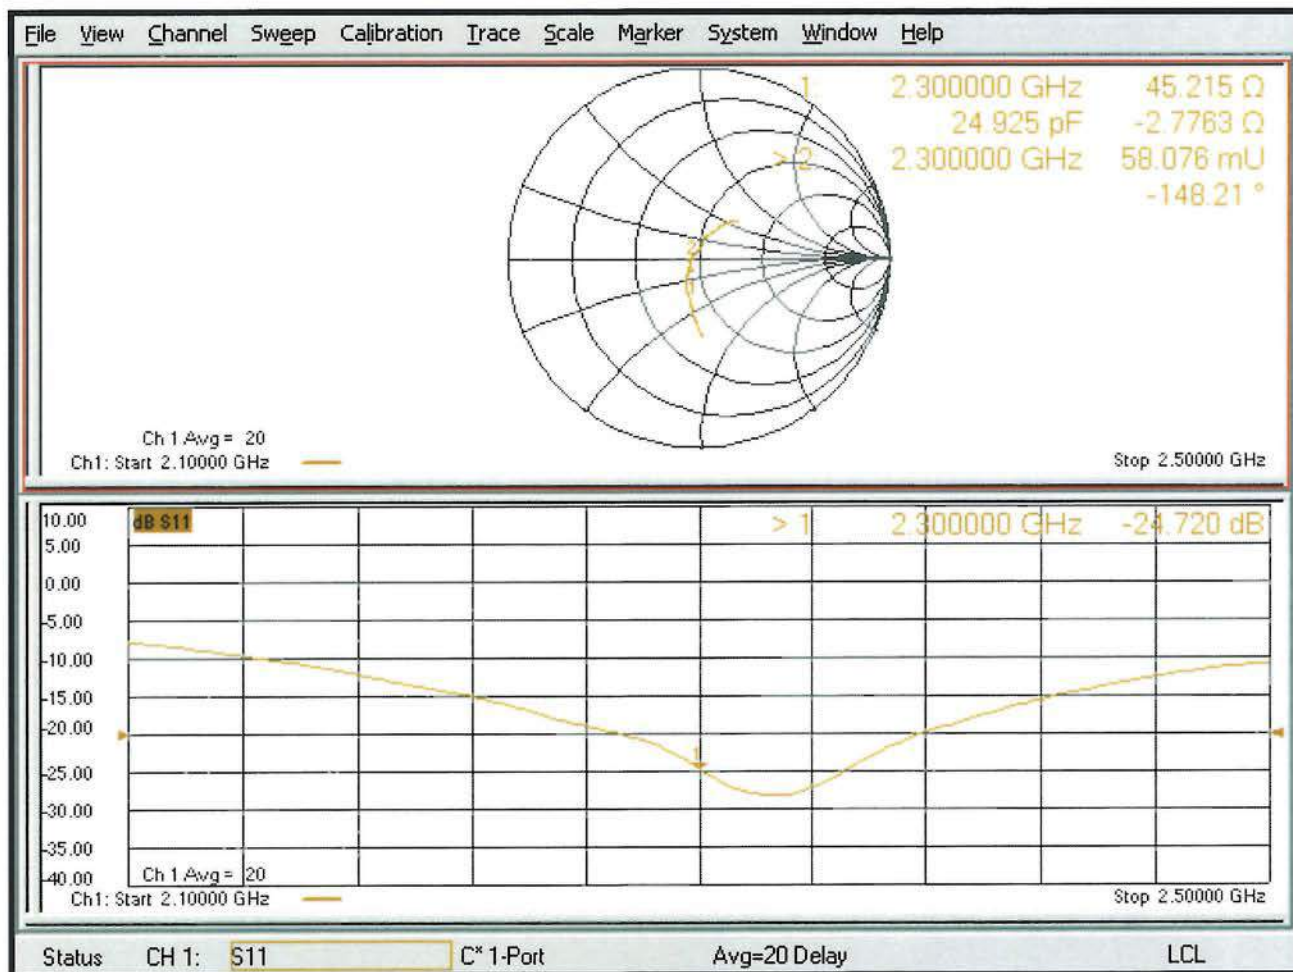 File View Channel Sweep Calibration Trace Scale Marker System Window Help
1 2.300000 GHz 45.215 Ω
24.925 pF -2.7763 Ω
> 2 2.300000 GHz 58.076 mU
-148.21 °
2
1
Ch 1 Avg = 20
Ch1: Start 2.10000 GHz
Stop 2.50000 GHz
10.00 dB S11 > 1 2.300000 GHz -24.720 dB
5.00
0.00
-5.00
-10.00
-15.00
-20.00
1
-25.00
-30.00
-35.00
-40.00
Ch 1 Avg = 20
Ch1: Start 2.10000 GHz
Stop 2.50000 GHz
Status CH 1: S11 C* 1-Port Avg=20 Delay LCL